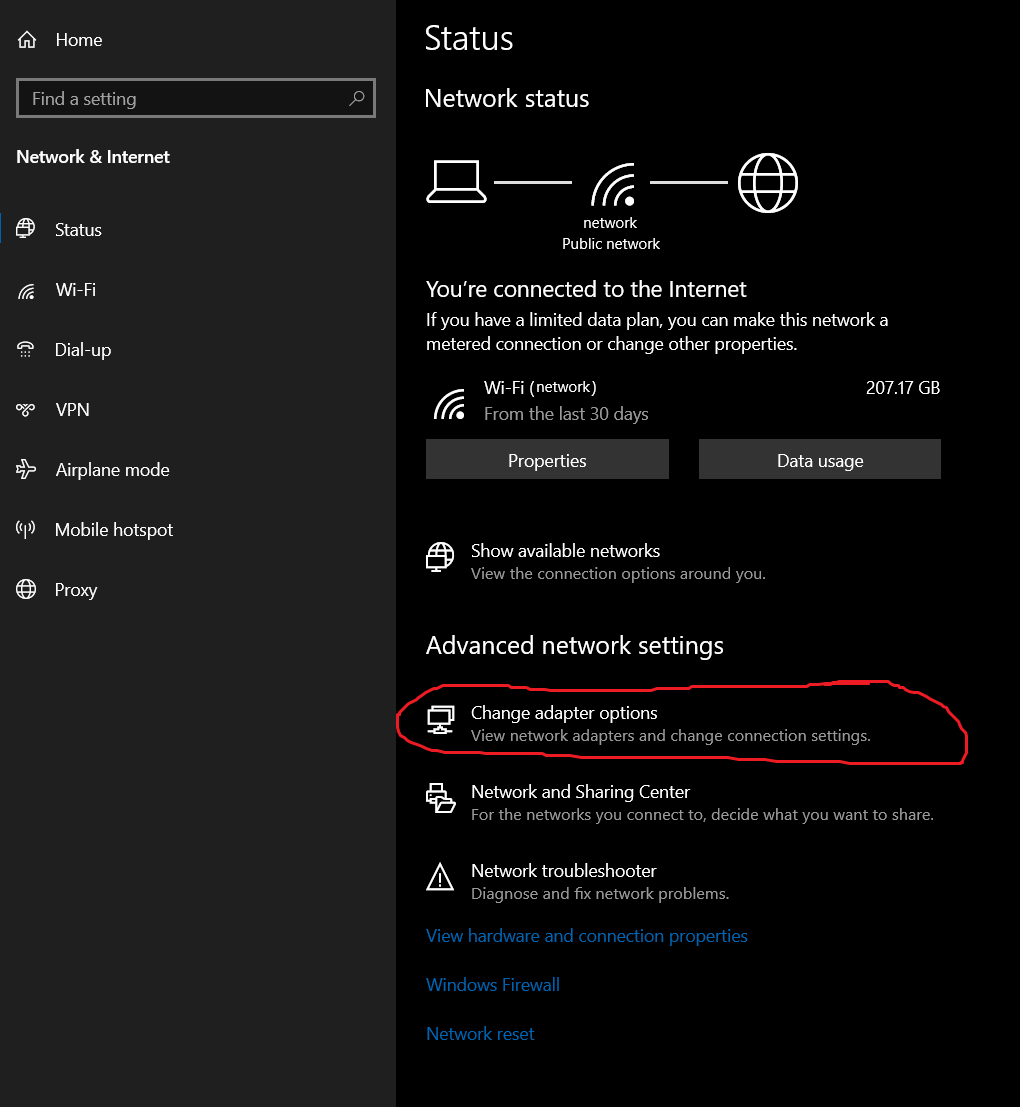 Home
Find a setting
Network & Internet
Status
Wi-Fi
Dial-up
VPN
Airplane mode
Mobile hotspot
Proxy
Status
Network status
network
Public network
You’re connected to the Internet
If you have a limited data plan, you can make this network a
metered connection or change other properties.
Wi-Fi (network) 207.17 GB
From the last 30 days
Properties Data usage
Show available networks
View the connection options around you.
Advanced network settings
Change adapter options
View network adapters and change connection settings.
Network and Sharing Center
For the networks you connect to, decide what you want to share.
Network troubleshooter
Diagnose and fix network problems.
View hardware and connection properties
Windows Firewall
Network reset